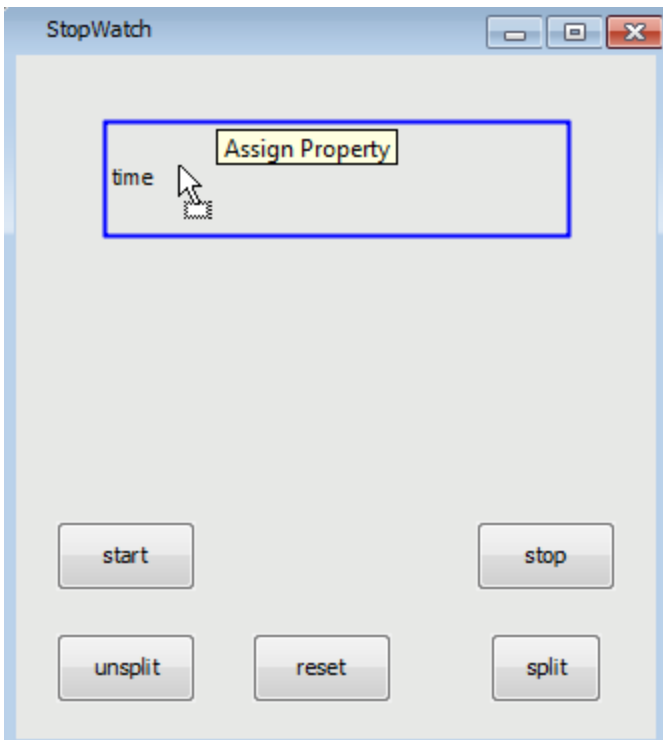 StopWatch
Assign Property
time
start
stop
unsplit
reset
split